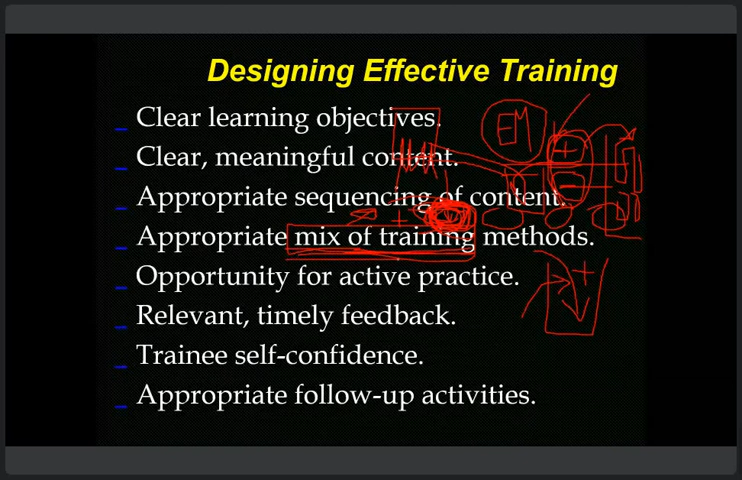 Designing Effective Training
_ Clear learning objectives.
_ Clear, meaningful content.
_ Appropriate sequencing of content.
_ Appropriate mix of training methods.
_ Opportunity for active practice.
_ Relevant, timely feedback.
_ Trainee self-confidence.
_ Appropriate follow-up activities.
EM
+
−
+
+